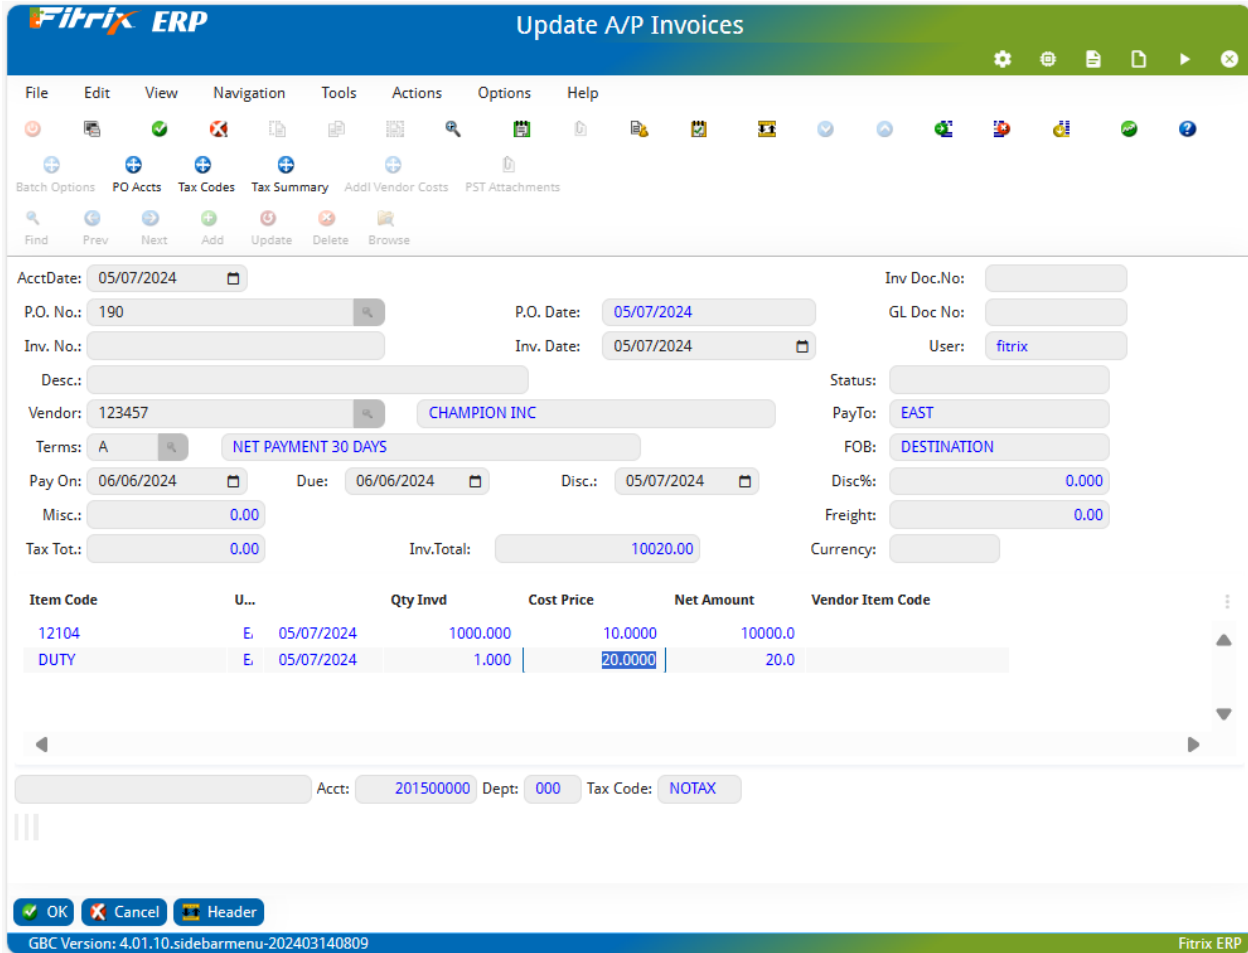 Fitrix ERP
Update A/P Invoices
File Edit View Navigation Tools Actions Options Help
Batch Options PO Accts Tax Codes Tax Summary Addl Vendor Costs PST Attachments
Find Prev Next Add Update Delete Browse
AcctDate: 05/07/2024 Inv Doc.No:
P.O. No.: 190 P.O. Date: 05/07/2024 GL Doc No:
Inv. No.: Inv. Date: 05/07/2024 User: fitrix
Desc.: Status:
Vendor: 123457 CHAMPION INC PayTo: EAST
Terms: A NET PAYMENT 30 DAYS FOB: DESTINATION
Pay On: 06/06/2024 Due: 06/06/2024 Disc.: 05/07/2024 Disc%: 0.000
Misc.: 0.00 Freight: 0.00
Tax Tot.: 0.00 Inv.Total: 10020.00 Currency:
Item Code U... Qty Invd Cost Price Net Amount Vendor Item Code
12104 E 05/07/2024 1000.000 10.0000 10000.0
DUTY E 05/07/2024 1.000 20.0000 20.0
Acct: 201500000 Dept: 000 Tax Code: NOTAX
OK Cancel Header
GBC Version: 4.01.10.sidebarmenu-202403140809 Fitrix ERP